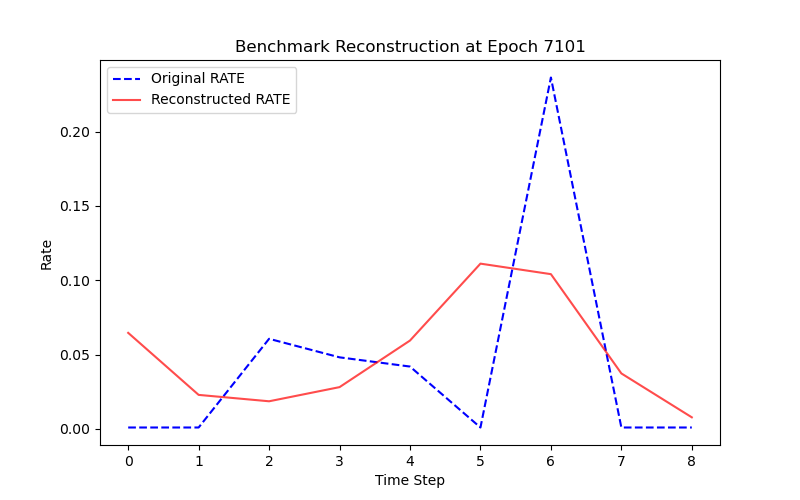 Benchmark Reconstruction at Epoch 7101
Original RATE
Reconstructed RATE
0.20
0.15
0.10
0.05
0.00
Rate
0 1 2 3 4 5 6 7 8
Time Step